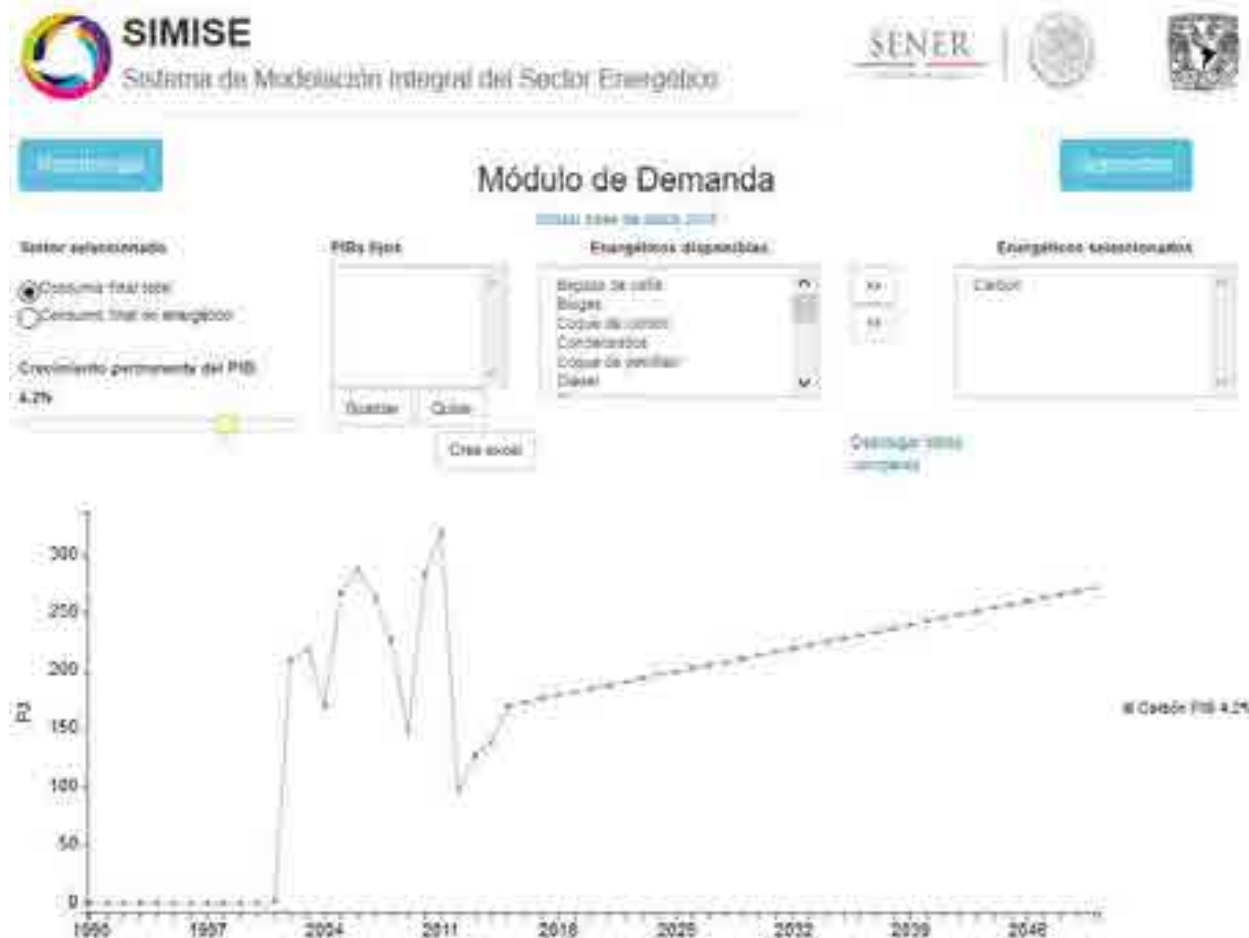 SIMISE
Sistema de Modelación Integral del Sector Energético
SENER
Módulo de Demanda
Sector seleccionado
PIBs fijos
Energéticos disponibles
Energéticos seleccionados
Consumo final total
Consumo final no energético
Bagazo de caña
Biogas
Coque de carbón
Condensados
Coque de petróleo
Diesel
>>
<<
Carbón
Crecimiento permanente del PIB
4.2%
Guardar
Quitar
Crea excel
Descargar
300
250
200
150
100
50
0
PJ
Carbón PIB 4.2%
1990
1997
2004
2011
2018
2025
2032
2039
2046